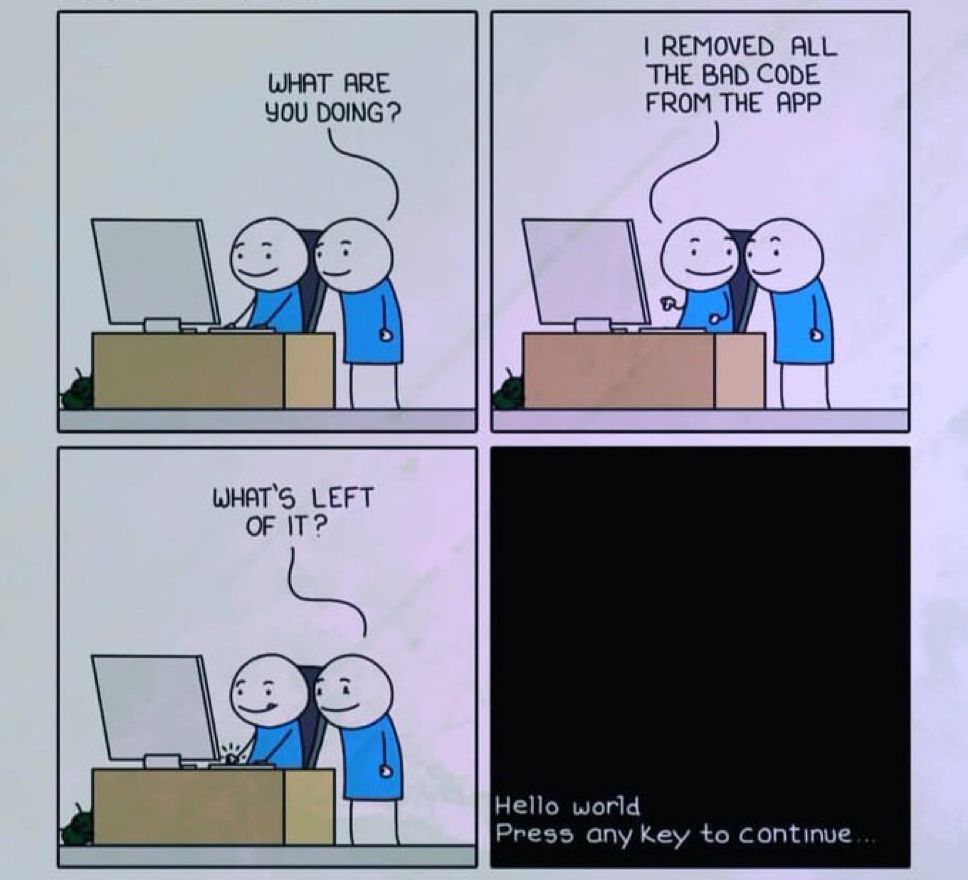 WHAT ARE
YOU DOING?
I REMOVED ALL
THE BAD CODE
FROM THE APP
WHAT'S LEFT
OF IT?
Hello world
Press any key to continue...